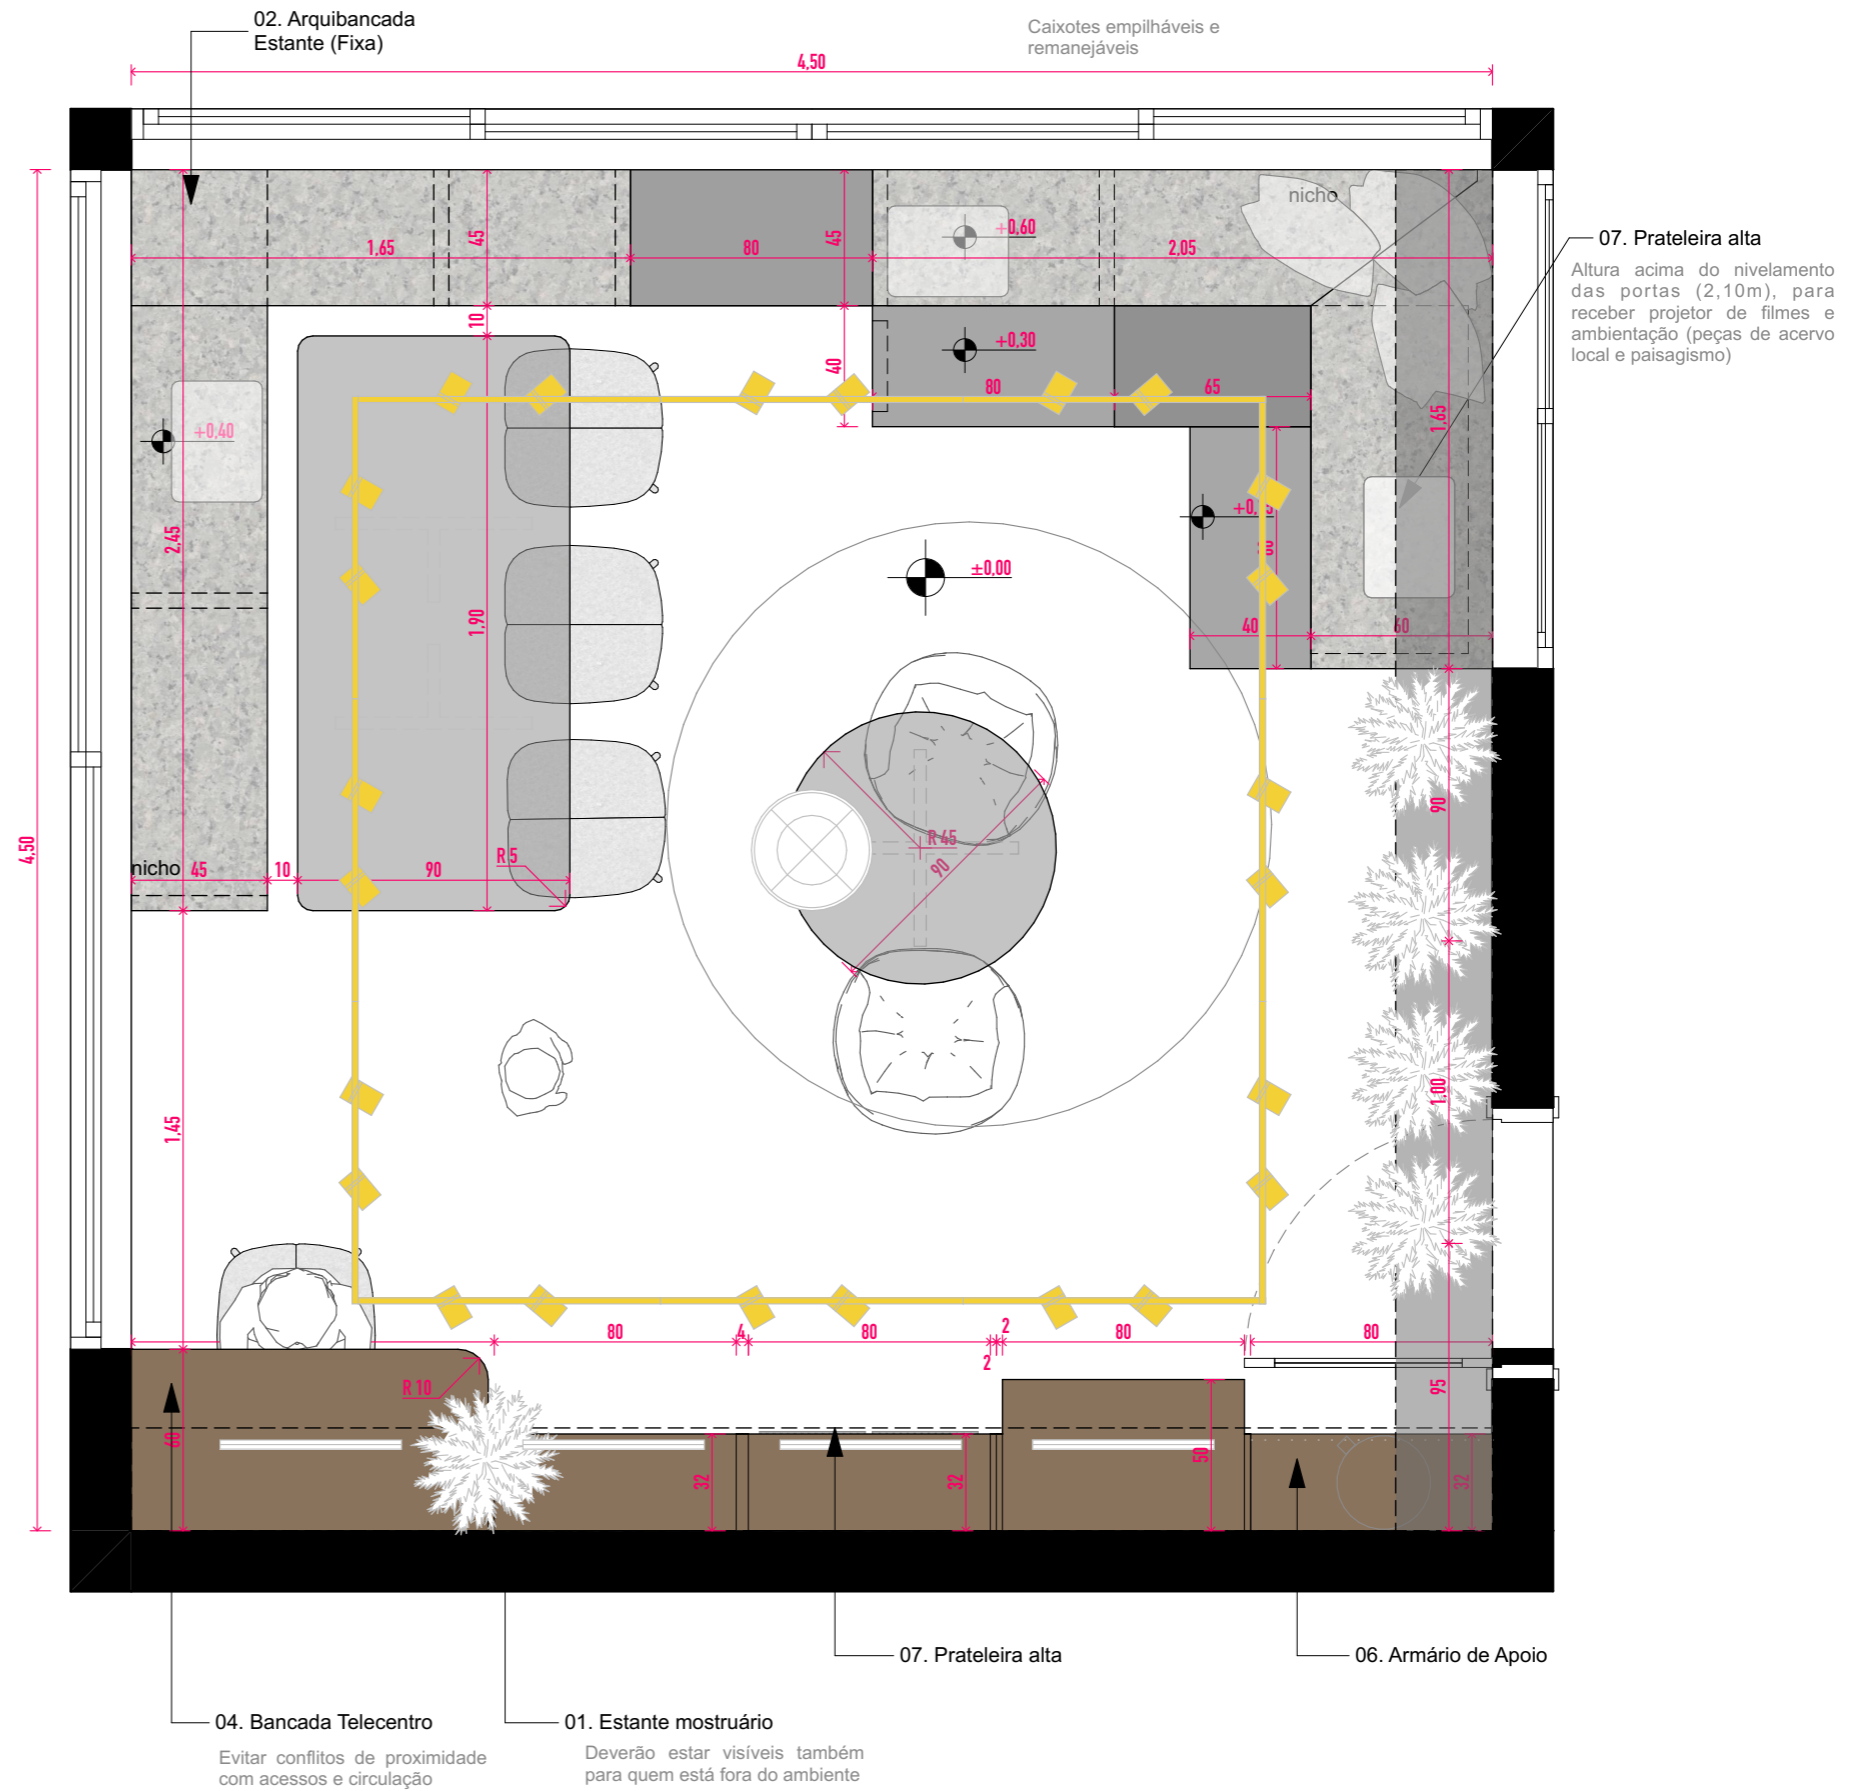 02. Arquibancada
Estante (Fixa)
Caixotes empilháveis e
remanejáveis
4,50
nicho
+0,60
1,65
45
80
45
2,05
07. Prateleira alta
Altura acima do nivelamento
das portas (2,10m), para
receber projetor de filmes e
ambientação (peças de acervo
local e paisagismo)
10
+0,30
40
80
65
1,65
+0,40
2,45
±0,00
1,90
40
60
90
4,50
nicho
45
10
90
R 5
R 45
90
1,45
1,00
80
4
80
2
2
80
80
R 10
95
60
32
32
50
32
07. Prateleira alta
06. Armário de Apoio
04. Bancada Telecentro
Evitar conflitos de proximidade
com acessos e circulação
01. Estante mostruário
Deverão estar visíveis também
para quem está fora do ambiente